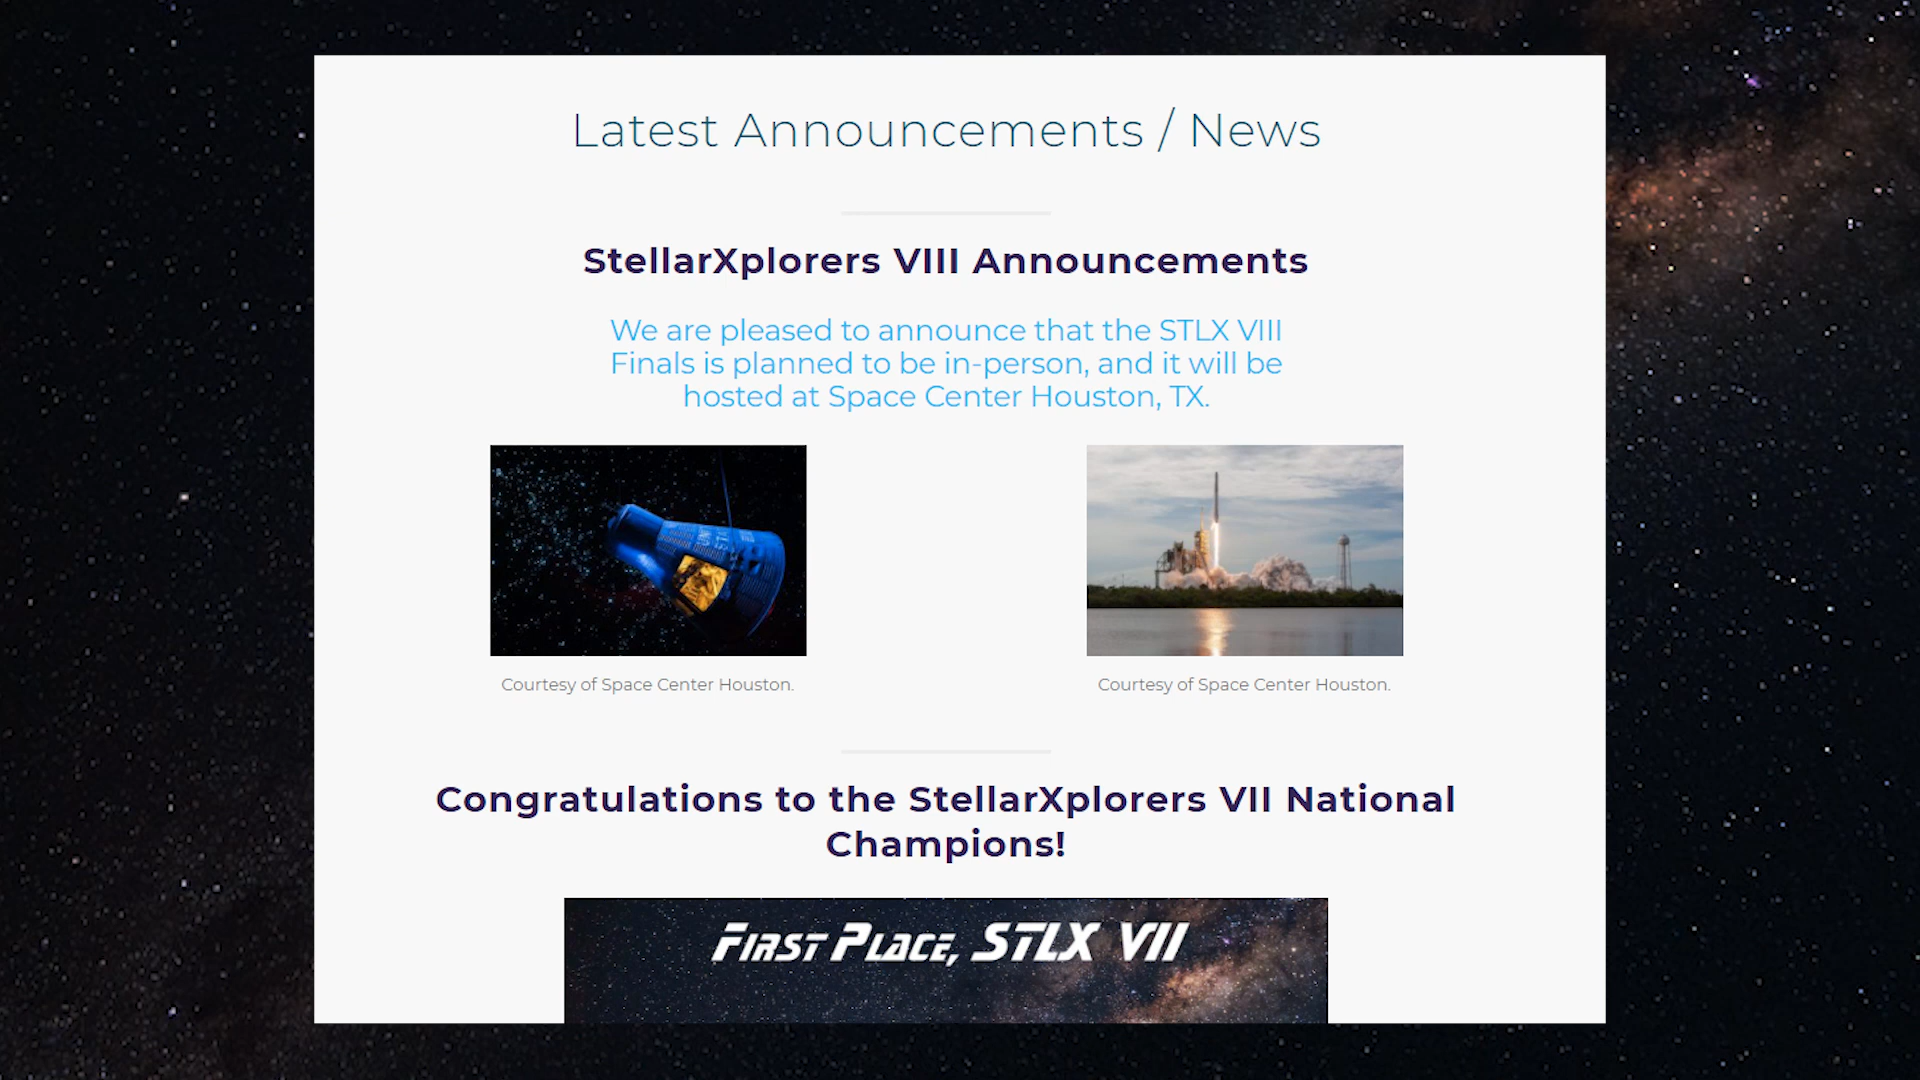 Latest Announcements / News
StellarXplorers VIII Announcements
We are pleased to announce that the STLX VIII
Finals is planned to be in-person, and it will be
hosted at Space Center Houston, TX.
Courtesy of Space Center Houston.
Courtesy of Space Center Houston.
Congratulations to the StellarXplorers VII National
Champions!
First Place, STLX VII